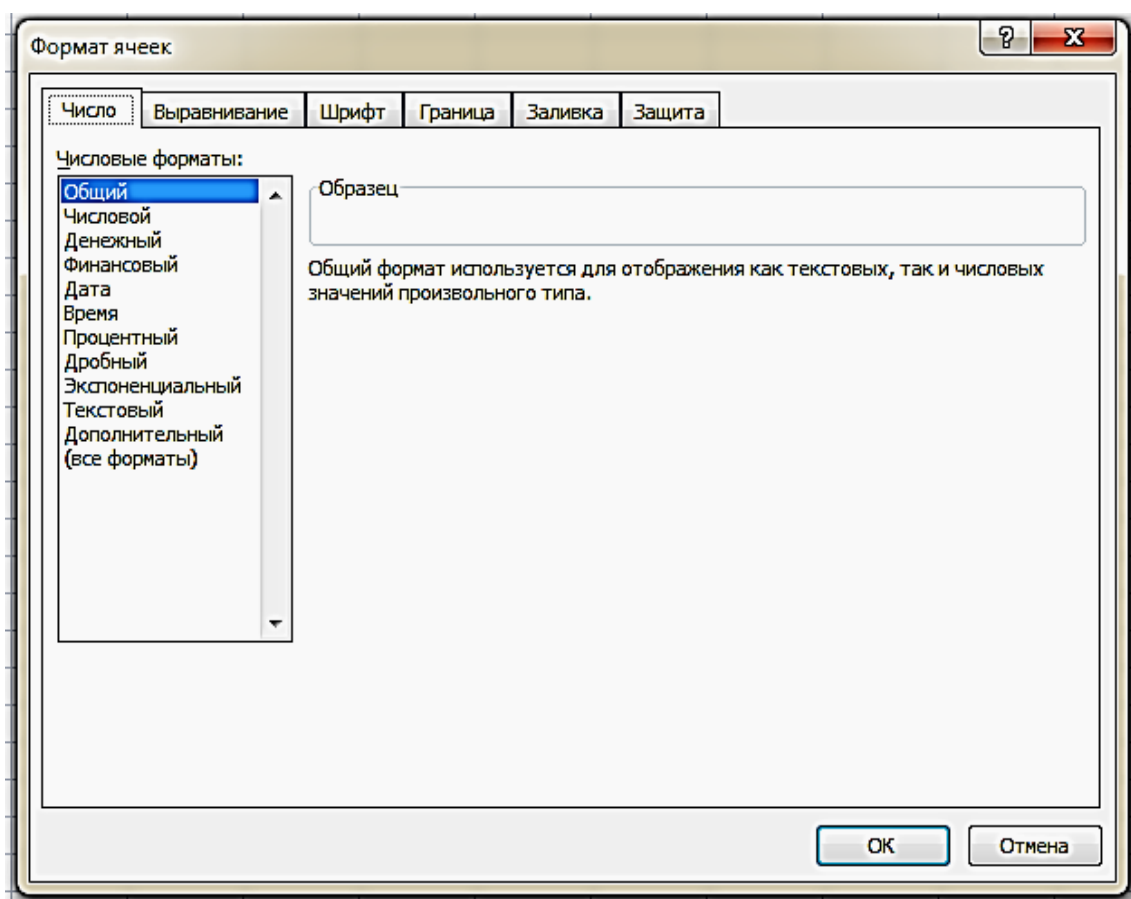 Формат ячеек
Число Выравнивание Шрифт Граница Заливка Защита
Числовые форматы:
Общий
Числовой
Денежный
Финансовый
Дата
Время
Процентный
Дробный
Экспоненциальный
Текстовый
Дополнительный
(все форматы)
Образец
Общий формат используется для отображения как текстовых, так и числовых
значений произвольного типа.
ОК Отмена